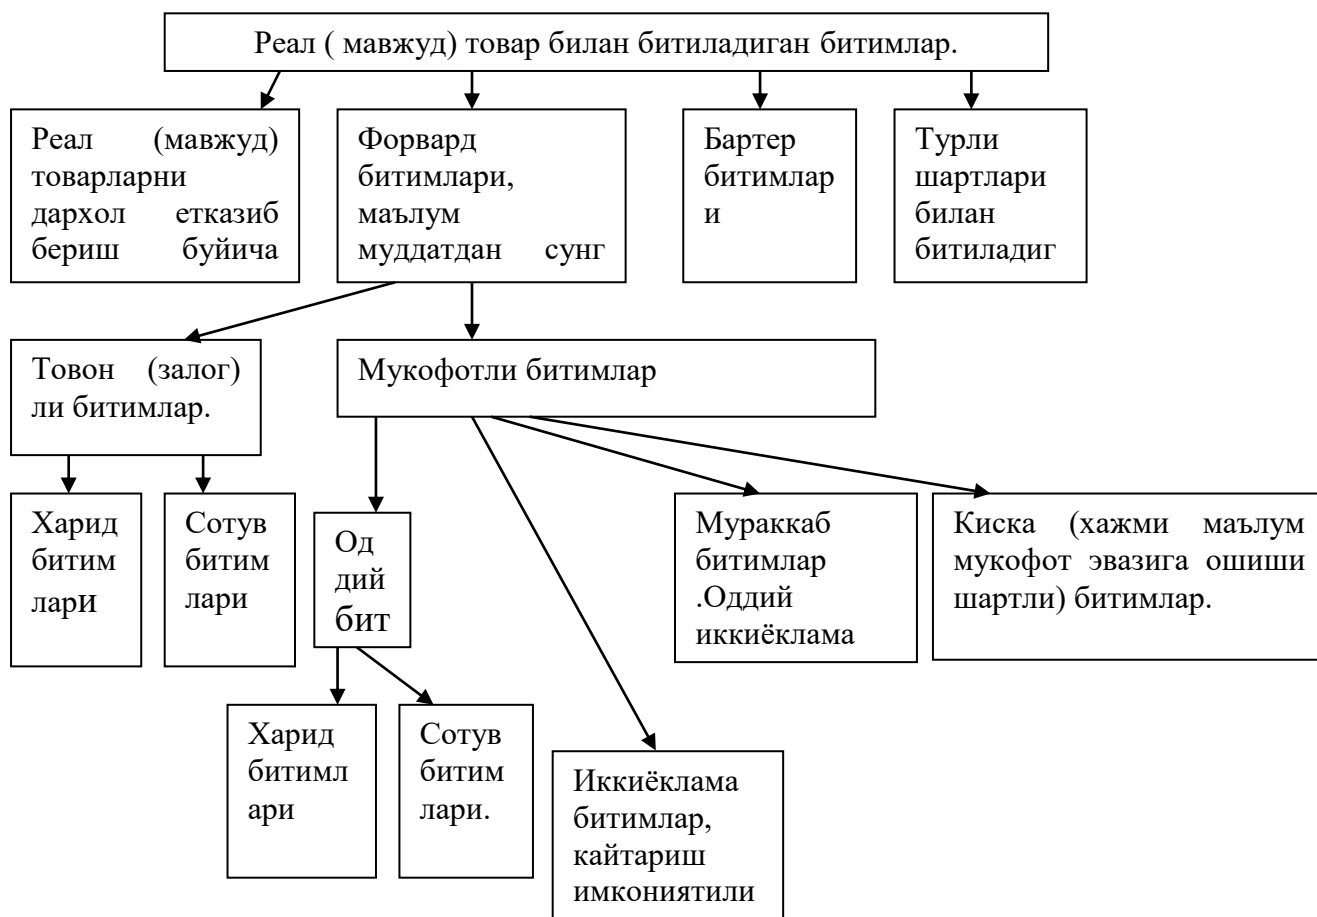 Реал ( мавжуд) товар билан битиладиган битимлар.
Реал (мавжуд)
товарларни
дархол етказиб
бериш буйича
Форвард
битимлари,
маълум
муддатдан сунг
Бартер
битимлар
и
Турли
шартлари
билан
битиладиг
Товон (залог)
ли битимлар.
Мукофотли битимлар
Харид
битим
лари
Сотув
битим
лари
Од
дий
бит
Мураккаб
битимлар
.Оддий
иккиёклама
Киска (хажми маълум
мукофот эвазига ошиши
шартли) битимлар.
Харид
битимл
ари
Сотув
битим
лари.
Иккиёклама
битимлар,
кайтариш
имкониятили